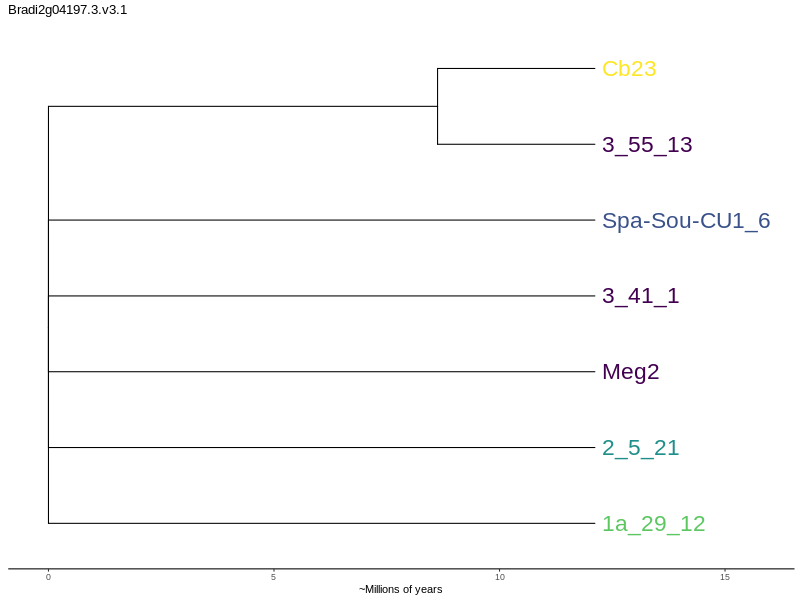 Bradi2g04197.3.v3.1
Cb23
3_55_13
Spa-Sou-CU1_6
3_41_1
Meg2
2_5_21
1a_29_12
0 5 10 15
~Millions of years